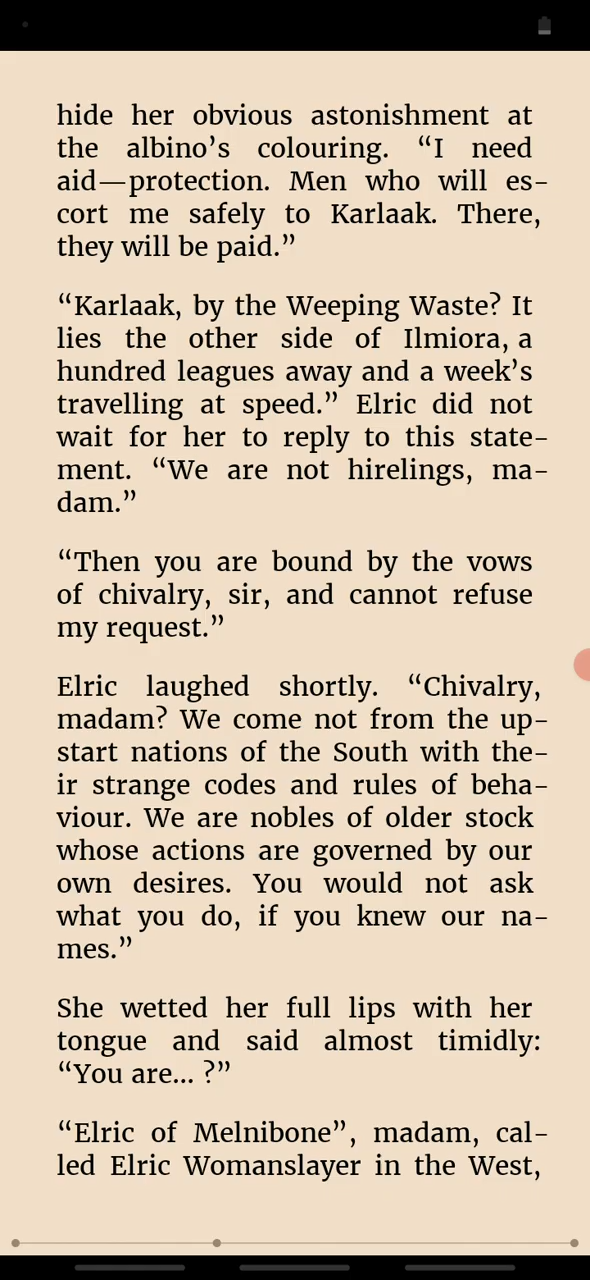 hide her obvious astonishment at
the albino’s colouring. “I need
aid—protection. Men who will es-
cort me safely to Karlaak. There,
they will be paid.”
“Karlaak, by the Weeping Waste? It
lies the other side of Ilmiora, a
hundred leagues away and a week’s
travelling at speed.” Elric did not
wait for her to reply to this state-
ment. “We are not hirelings, ma-
dam.”
“Then you are bound by the vows
of chivalry, sir, and cannot refuse
my request.”
Elric laughed shortly. “Chivalry,
madam? We come not from the up-
start nations of the South with the-
ir strange codes and rules of beha-
viour. We are nobles of older stock
whose actions are governed by our
own desires. You would not ask
what you do, if you knew our na-
mes.”
She wetted her full lips with her
tongue and said almost timidly:
“You are... ?”
“Elric of Melnibone”, madam, cal-
led Elric Womanslayer in the West,